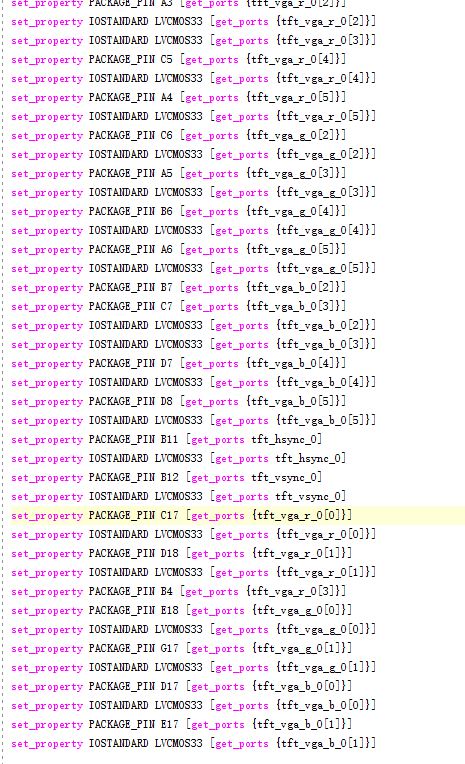 set_property PACKAGE_PIN A3 [get_ports {tft_vga_r_0[2]}]
set_property IOSTANDARD LVCMOS33 [get_ports {tft_vga_r_0[2]}]
set_property IOSTANDARD LVCMOS33 [get_ports {tft_vga_r_0[3]}]
set_property PACKAGE_PIN C5 [get_ports {tft_vga_r_0[4]}]
set_property IOSTANDARD LVCMOS33 [get_ports {tft_vga_r_0[4]}]
set_property PACKAGE_PIN A4 [get_ports {tft_vga_r_0[5]}]
set_property IOSTANDARD LVCMOS33 [get_ports {tft_vga_r_0[5]}]
set_property PACKAGE_PIN C6 [get_ports {tft_vga_g_0[2]}]
set_property IOSTANDARD LVCMOS33 [get_ports {tft_vga_g_0[2]}]
set_property PACKAGE_PIN A5 [get_ports {tft_vga_g_0[3]}]
set_property IOSTANDARD LVCMOS33 [get_ports {tft_vga_g_0[3]}]
set_property PACKAGE_PIN B6 [get_ports {tft_vga_g_0[4]}]
set_property IOSTANDARD LVCMOS33 [get_ports {tft_vga_g_0[4]}]
set_property PACKAGE_PIN A6 [get_ports {tft_vga_g_0[5]}]
set_property IOSTANDARD LVCMOS33 [get_ports {tft_vga_g_0[5]}]
set_property PACKAGE_PIN B7 [get_ports {tft_vga_b_0[2]}]
set_property PACKAGE_PIN C7 [get_ports {tft_vga_b_0[3]}]
set_property IOSTANDARD LVCMOS33 [get_ports {tft_vga_b_0[2]}]
set_property IOSTANDARD LVCMOS33 [get_ports {tft_vga_b_0[3]}]
set_property PACKAGE_PIN D7 [get_ports {tft_vga_b_0[4]}]
set_property IOSTANDARD LVCMOS33 [get_ports {tft_vga_b_0[4]}]
set_property PACKAGE_PIN D8 [get_ports {tft_vga_b_0[5]}]
set_property IOSTANDARD LVCMOS33 [get_ports {tft_vga_b_0[5]}]
set_property PACKAGE_PIN B11 [get_ports tft_hsync_0]
set_property IOSTANDARD LVCMOS33 [get_ports tft_hsync_0]
set_property PACKAGE_PIN B12 [get_ports tft_vsync_0]
set_property IOSTANDARD LVCMOS33 [get_ports tft_vsync_0]
set_property PACKAGE_PIN C17 [get_ports {tft_vga_r_0[0]}]
set_property IOSTANDARD LVCMOS33 [get_ports {tft_vga_r_0[0]}]
set_property PACKAGE_PIN D18 [get_ports {tft_vga_r_0[1]}]
set_property IOSTANDARD LVCMOS33 [get_ports {tft_vga_r_0[1]}]
set_property PACKAGE_PIN B4 [get_ports {tft_vga_r_0[3]}]
set_property PACKAGE_PIN E18 [get_ports {tft_vga_g_0[0]}]
set_property IOSTANDARD LVCMOS33 [get_ports {tft_vga_g_0[0]}]
set_property PACKAGE_PIN G17 [get_ports {tft_vga_g_0[1]}]
set_property IOSTANDARD LVCMOS33 [get_ports {tft_vga_g_0[1]}]
set_property PACKAGE_PIN D17 [get_ports {tft_vga_b_0[0]}]
set_property IOSTANDARD LVCMOS33 [get_ports {tft_vga_b_0[0]}]
set_property PACKAGE_PIN E17 [get_ports {tft_vga_b_0[1]}]
set_property IOSTANDARD LVCMOS33 [get_ports {tft_vga_b_0[1]}]